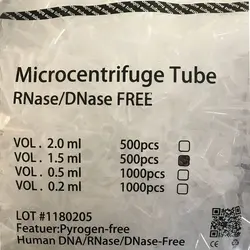 Microcentrifuge Tube
RNase/DNase FREE
VOL. 2.0 ml 500pcs
VOL. 1.5 ml 500pcs
VOL. 0.5 ml 1000pcs
VOL. 0.2 ml 1000pcs
LOT #1180205
Featuer:Pyrogen-free
Human DNA/RNase/DNase-Free
CE